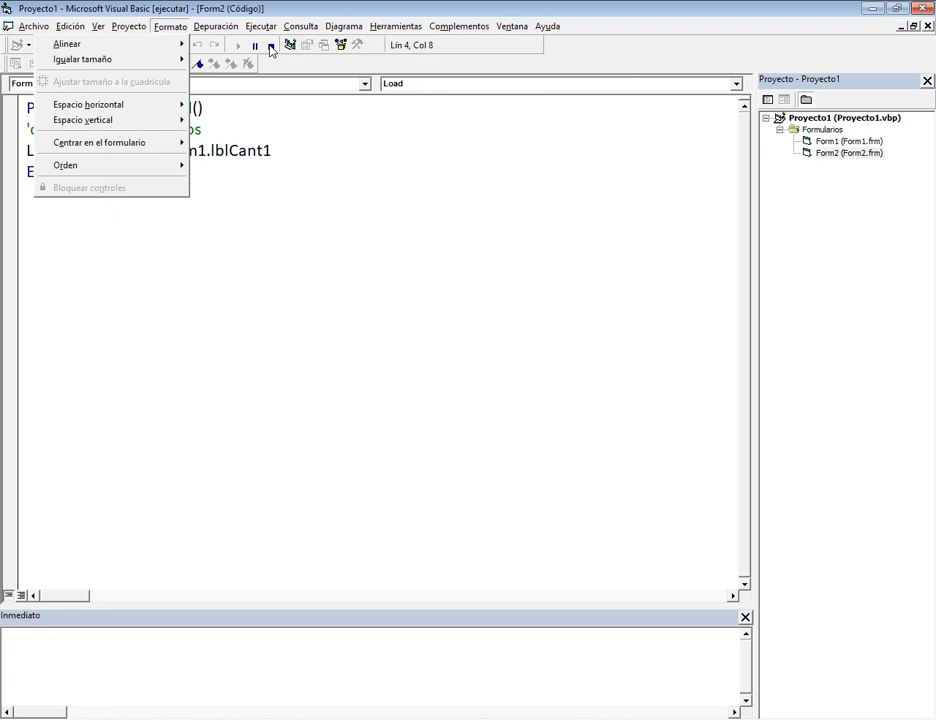 Proyecto1 - Microsoft Visual Basic [ejecutar] - [Form2 (Código)]
Archivo Edición Ver Proyecto Formato Depuración Ejecutar Consulta Diagrama Herramientas Complementos Ventana Ayuda
Lín 4, Col 8
Alinear
Igualar tamaño
Ajustar tamaño a la cuadrícula
Espacio horizontal
Espacio vertical
Centrar en el formulario
Orden
Bloquear controles
Form
Load
P
()
'
os
L
m1.lblCant1
E
Proyecto - Proyecto1
Proyecto1 (Proyecto1.vbp)
Formularios
Form1 (Form1.frm)
Form2 (Form2.frm)
Inmediato